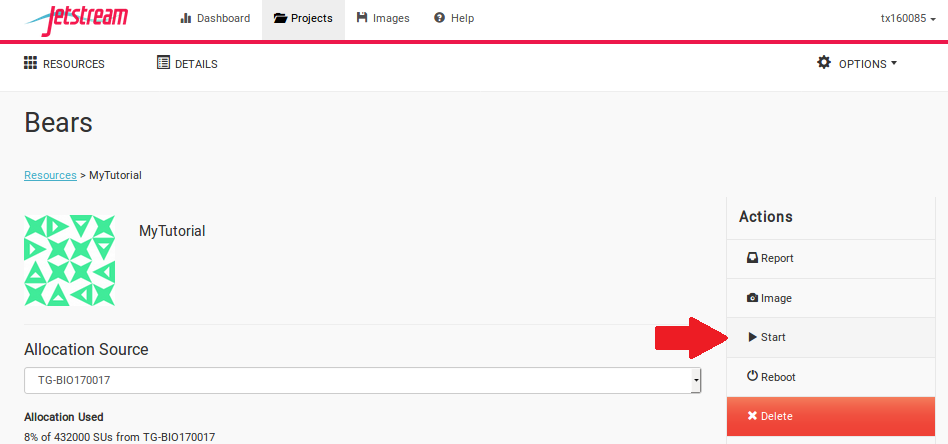 Jetstream
Dashboard
Projects
Images
Help
tx160085
RESOURCES
DETAILS
OPTIONS
Bears
Resources > MyTutorial
MyTutorial
Allocation Source
TG-BIO170017
Allocation Used
8% of 432000 SUs from TG-BIO170017
Actions
Report
Image
Start
Reboot
Delete